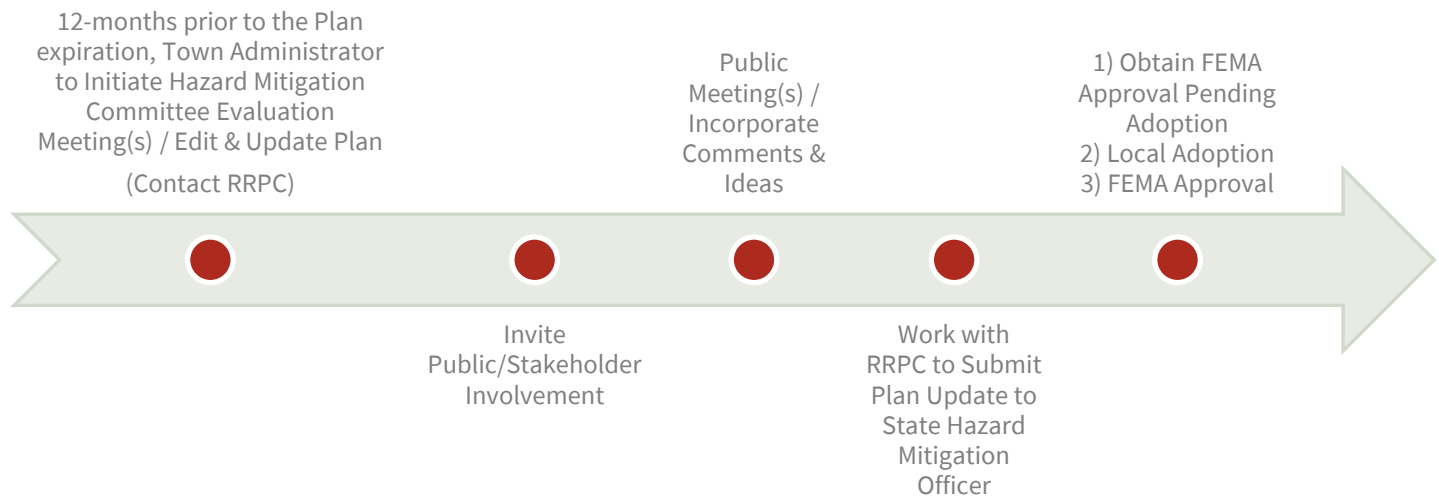 12-months prior to the Plan
expiration, Town Administrator
to Initiate Hazard Mitigation
Committee Evaluation
Meeting(s) / Edit & Update Plan
(Contact RRPC)
Invite
Public/Stakeholder
Involvement
Public
Meeting(s) /
Incorporate
Comments &
Ideas
Work with
RRPC to Submit
Plan Update to
State Hazard
Mitigation
Officer
1) Obtain FEMA
Approval Pending
Adoption
2) Local Adoption
3) FEMA Approval